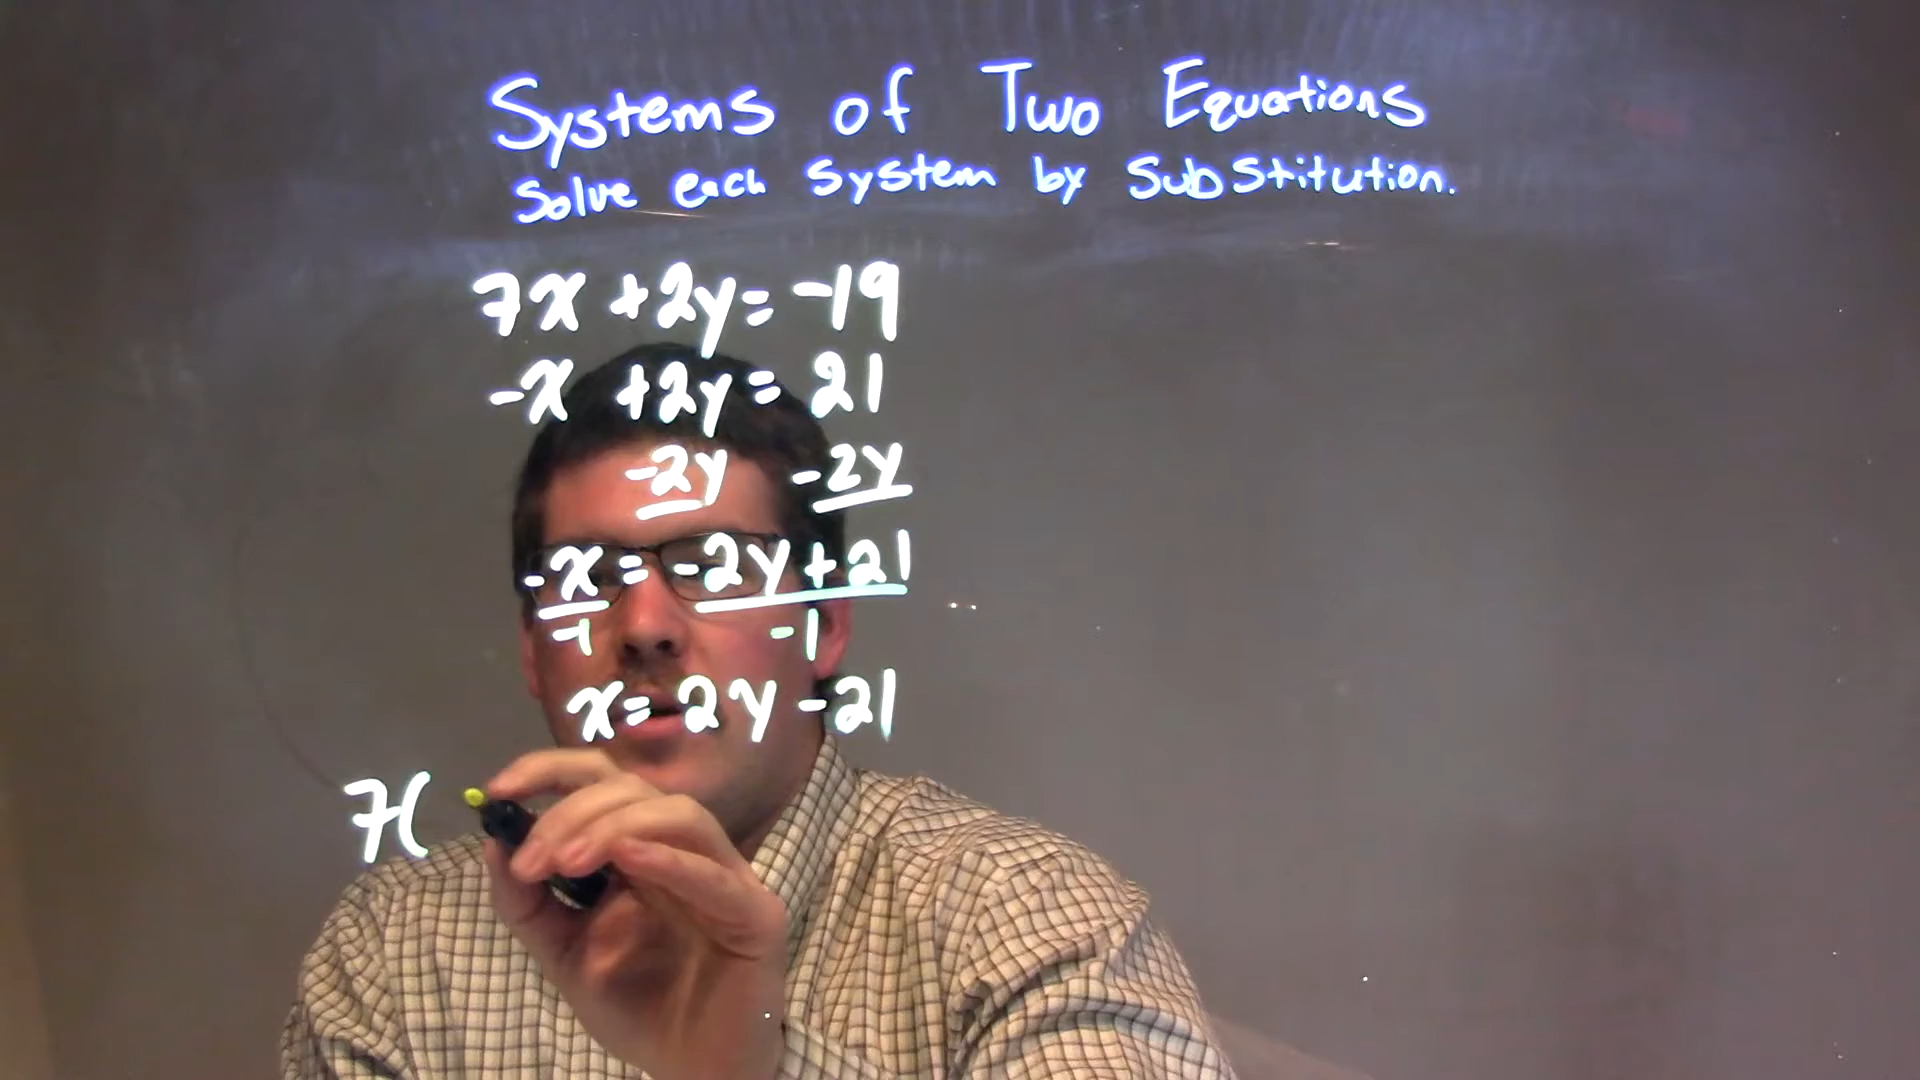 Systems of Two Equations
Solve each system by Substitution.
7x +2y = -19
-x +2y = 21
-2y -2y
-x = -2y + 21
-1 -1
x = 2y - 21
7(